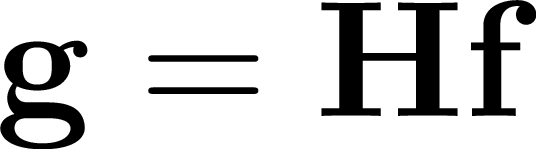 g = Hf